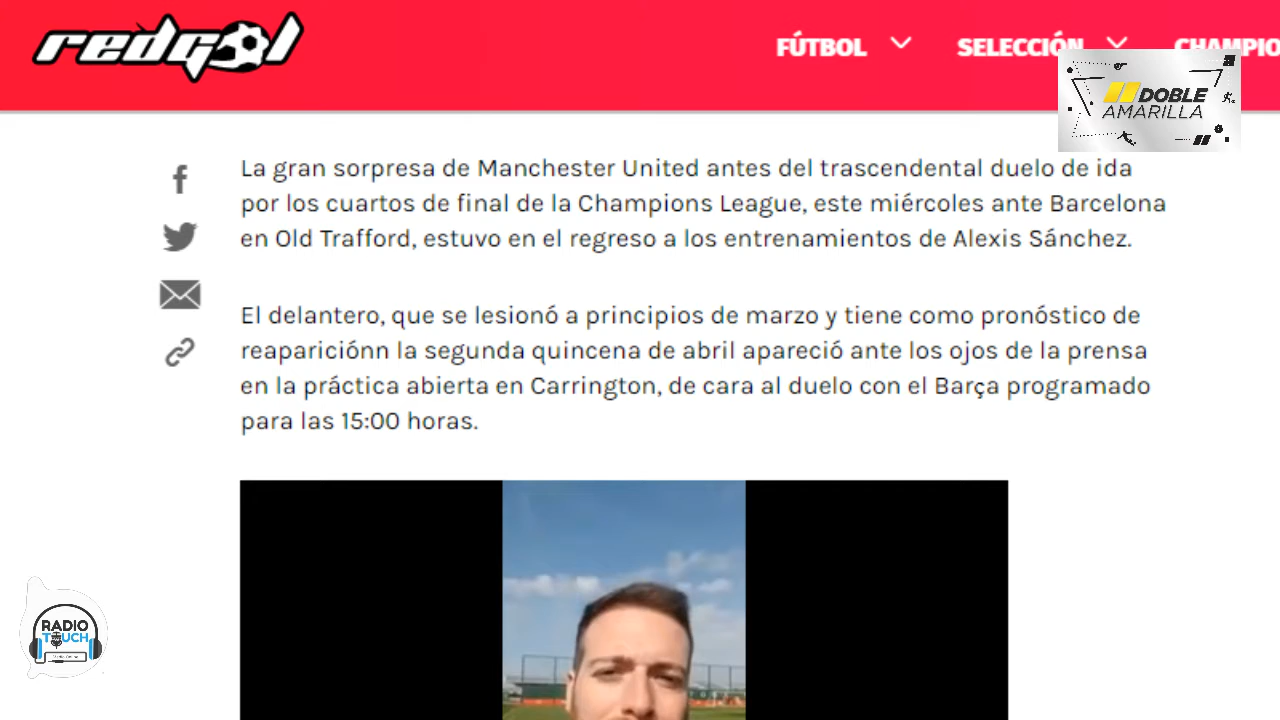 redgol
FÚTBOL
SELECCIÓN
CHAMPIO
DOBLE
AMARILLA
La gran sorpresa de Manchester United antes del trascendental duelo de ida
por los cuartos de final de la Champions League, este miércoles ante Barcelona
en Old Trafford, estuvo en el regreso a los entrenamientos de Alexis Sánchez.
El delantero, que se lesionó a principios de marzo y tiene como pronóstico de
reapariciónn la segunda quincena de abril apareció ante los ojos de la prensa
en la práctica abierta en Carrington, de cara al duelo con el Barça programado
para las 15:00 horas.
RADIO
TOUCH